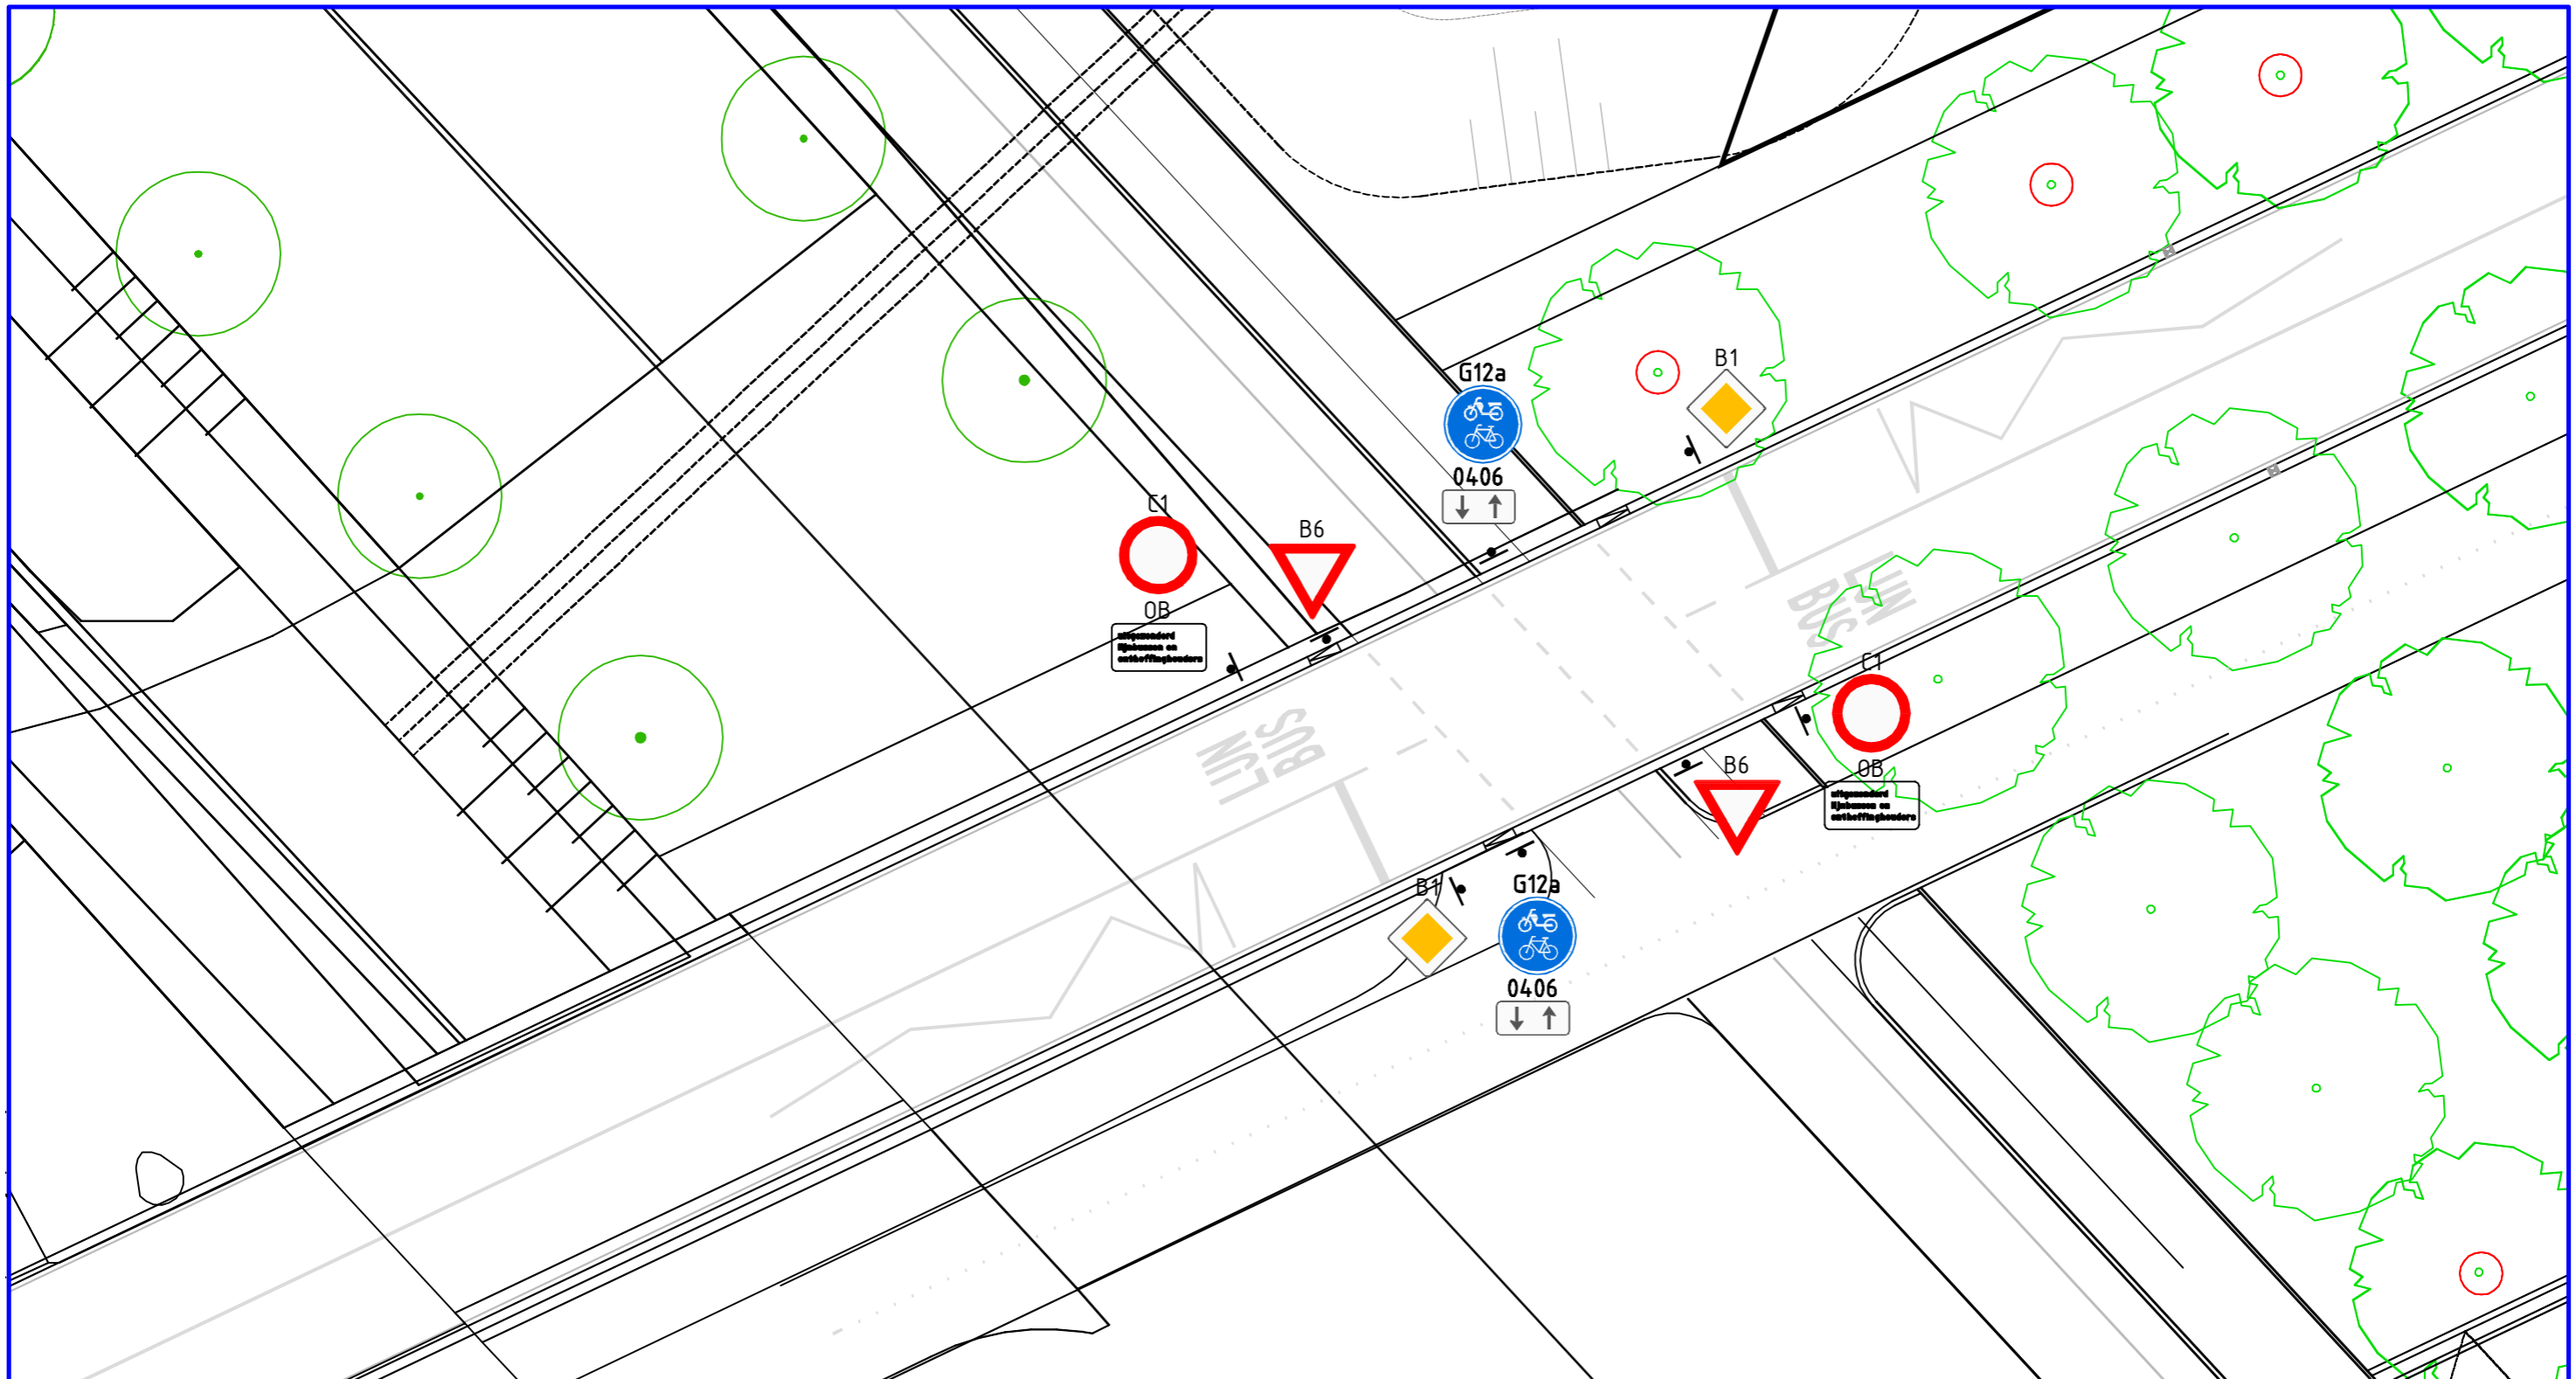 B1
G12a
0406
C1
B6
OB
uitgezonderd
lijnbussen en
ontheffinghouders
LIJN
BUS
LIJN
BUS
C1
B6
OB
uitgezonderd
lijnbussen en
ontheffinghouders
B1
G12a
0406